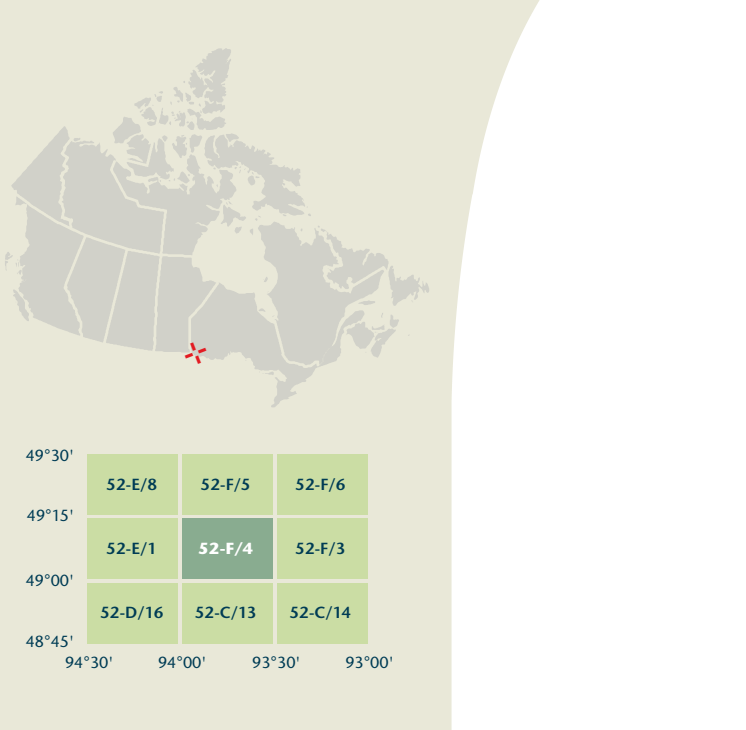 49°30'
52-E/8 52-F/5 52-F/6
49°15'
52-E/1 52-F/4 52-F/3
49°00'
52-D/16 52-C/13 52-C/14
48°45'
94°30' 94°00' 93°30' 93°00'